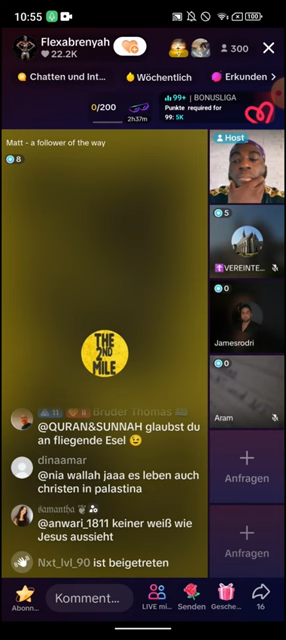 10:55
100
Flexabrenyah
22.2K
300
Chatten und Int...
Wöchentlich
Erkunden
0/200
2h37m
99+ | BONUSLIGA
Punkte required for
99: 5K
Matt - a follower of the way
8
Host
5
VEREINTE...
0
Jamesrodri
0
Aram
THE
2ND
MILE
Anfragen
Anfragen
11
Bruder Thomas
@QURAN&SUNNAH glaubst du
an fliegende Esel 😉
dinaamar
@nia wallah jaaa es leben auch
christen in palastina
samantha
@anwari_1811 keiner weiß wie
Jesus aussieht
Nxt_lvl_90 ist beigetreten
Abonn...
Komment...
LIVE mi...
Senden
Gesche...
16